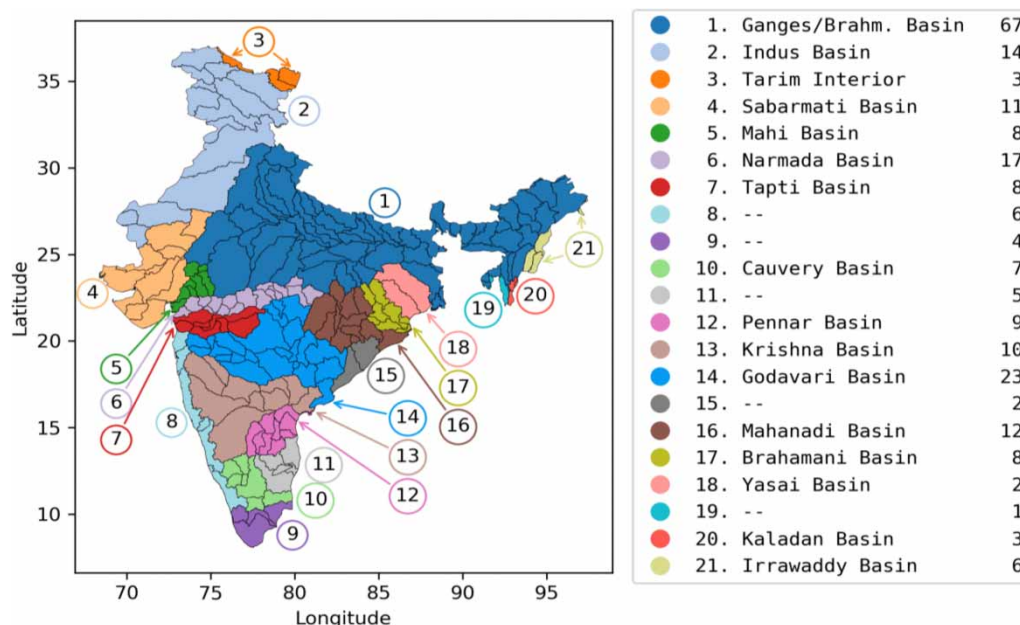 3
2
1
21
4
19
20
5
18
15
6
17
8
14
7
16
13
11
12
10
9
35
30
25
20
15
10
Latitude
70
75
80
85
90
95
Longitude
1. Ganges/Brahm. Basin 67
2. Indus Basin 14
3. Tarim Interior 3
4. Sabarmati Basin 11
5. Mahi Basin 8
6. Narmada Basin 17
7. Tapti Basin 8
8. -- 6
9. -- 4
10. Cauvery Basin 7
11. -- 5
12. Pennar Basin 9
13. Krishna Basin 10
14. Godavari Basin 23
15. -- 2
16. Mahanadi Basin 12
17. Brahamani Basin 8
18. Yasai Basin 2
19. -- 1
20. Kaladan Basin 3
21. Irrawaddy Basin 6